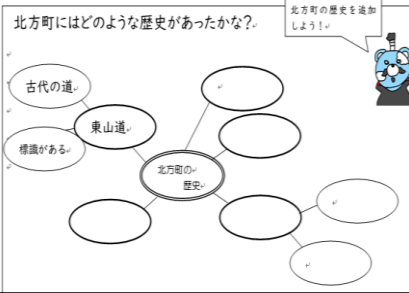 北方町にはどのような歴史があったかな?
北方町の歴史を追加
しよう!
古代の道
東山道
標識がある
北方町の
歴史